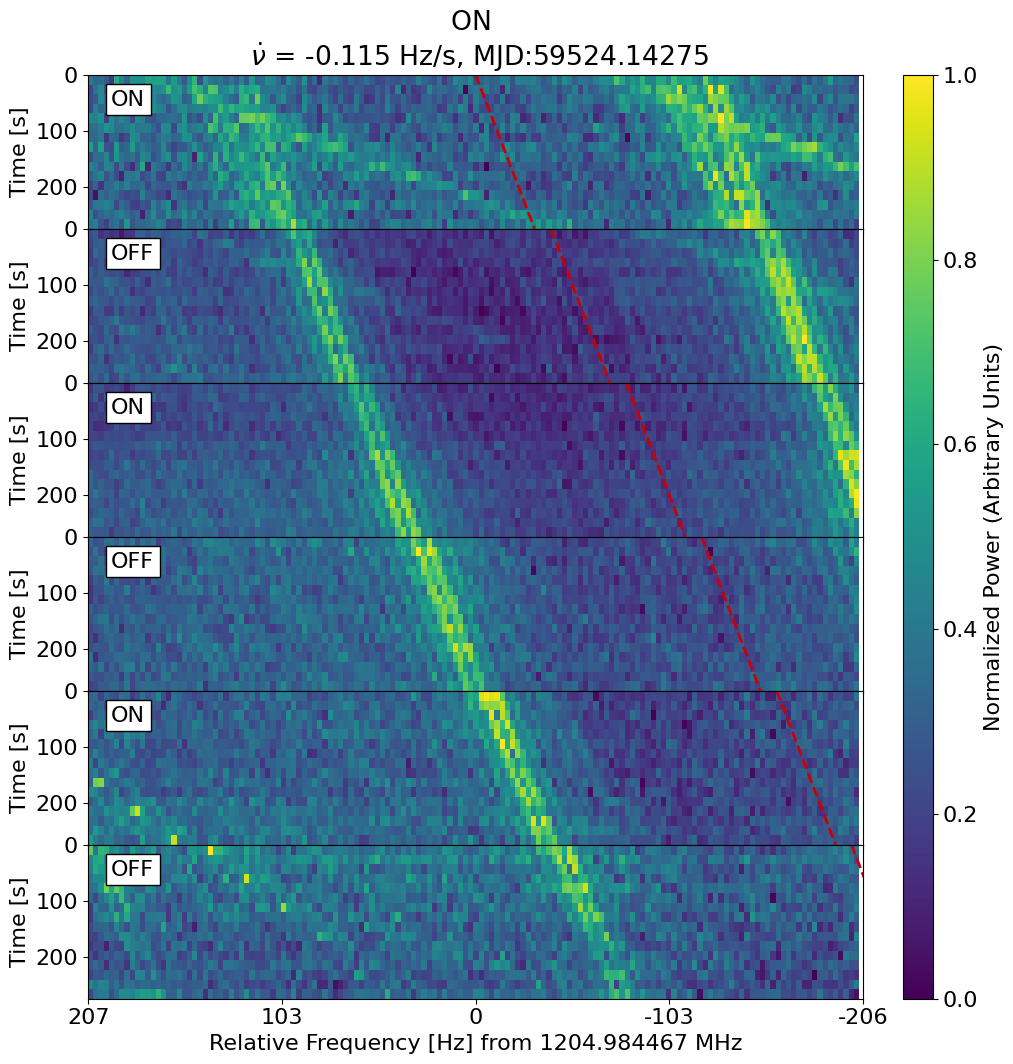 ON
ν̇ = -0.115 Hz/s, MJD:59524.14275
0
ON
100
Time [s]
200
0
OFF
100
Time [s]
200
0
ON
100
Time [s]
200
0
OFF
100
Time [s]
200
0
ON
100
Time [s]
200
0
OFF
100
Time [s]
200
207 103 0 -103 -206
Relative Frequency [Hz] from 1204.984467 MHz
1.0
0.8
0.6
0.4
0.2
0.0
Normalized Power (Arbitrary Units)